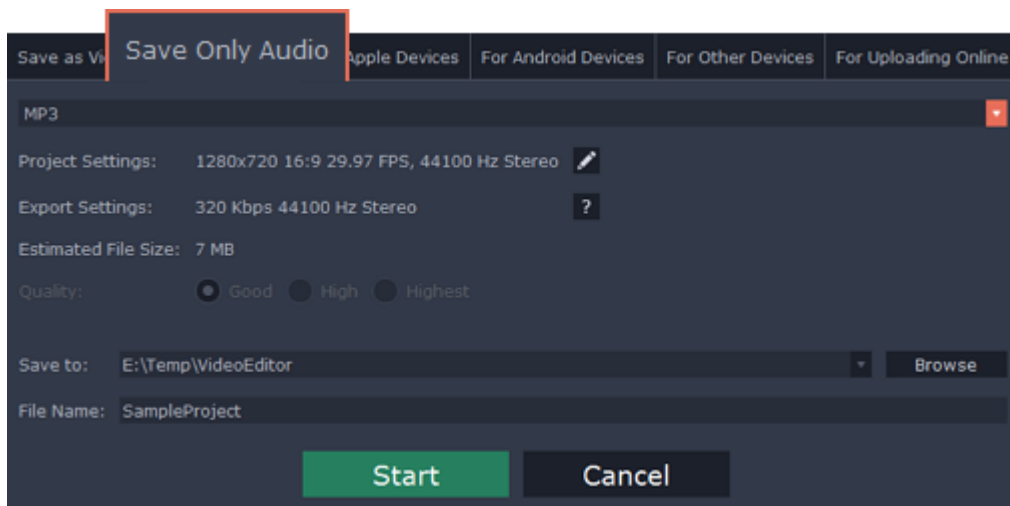 Save as Vi Save Only Audio Apple Devices For Android Devices For Other Devices For Uploading Online
MP3
Project Settings: 1280x720 16:9 29.97 FPS, 44100 Hz Stereo
Export Settings: 320 Kbps 44100 Hz Stereo ?
Estimated File Size: 7 MB
Quality: Good High Highest
Save to: E:\Temp\VideoEditor Browse
File Name: SampleProject
Start Cancel